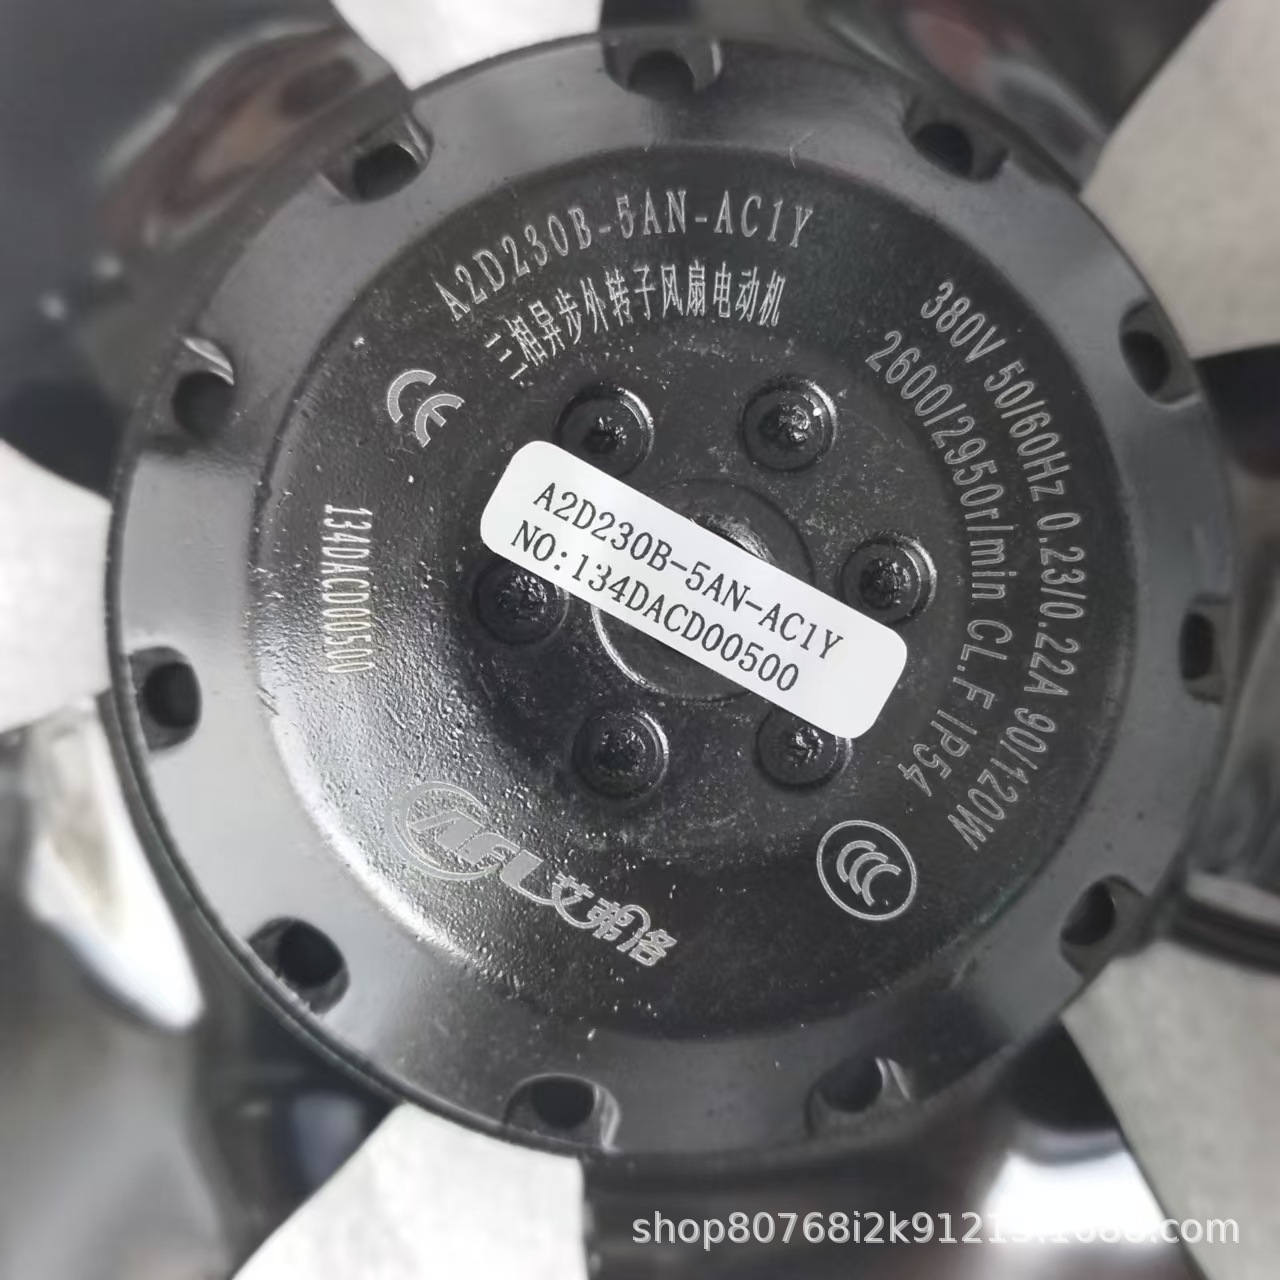 A2D230B-5AN-AC1Y
三相异步外转子风扇电动机
380V 50/60Hz 0.23/0.22A 90/120W
2600/2950r/min CL.F IP54
CE
134DACD00500
A2D230B-5AN-AC1Y
NO:134DACD00500
AFL艾弗洛
CCC